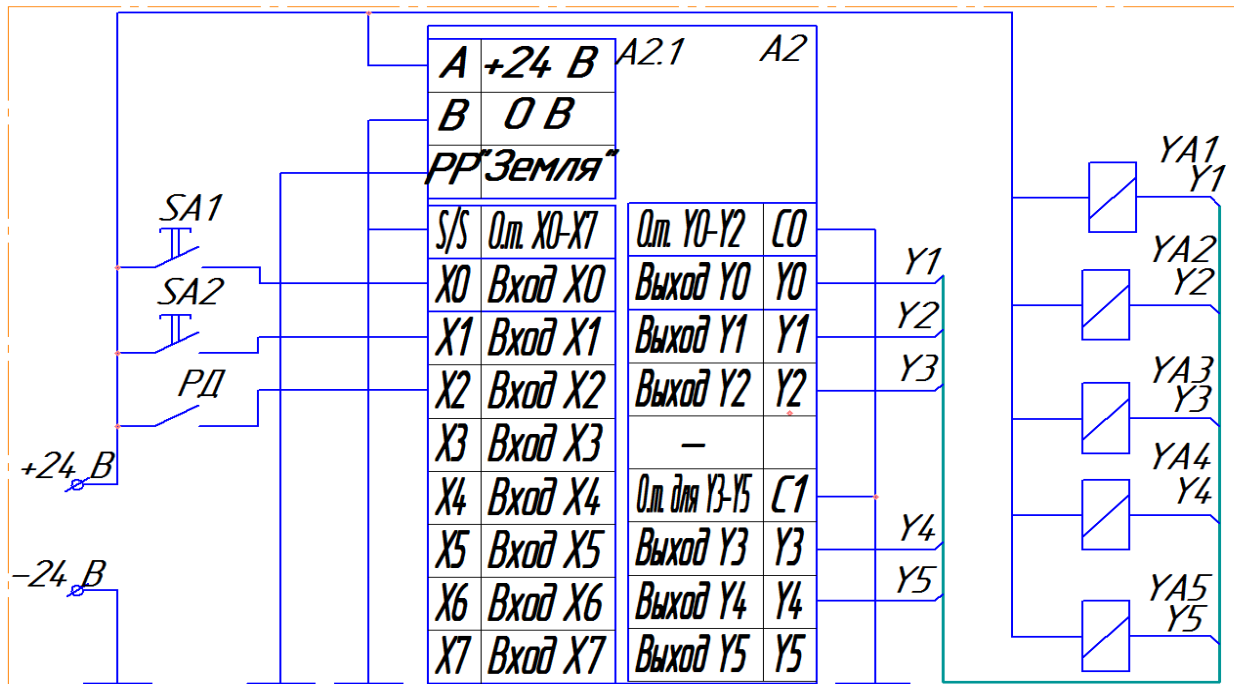 A +24 В
В 0 В
РР "Земля"
A2.1
A2
S/S О.т. X0-X7
X0 Вход X0
X1 Вход X1
X2 Вход X2
X3 Вход X3
X4 Вход X4
X5 Вход X5
X6 Вход X6
X7 Вход X7
О.т. Y0-Y2 C0
Выход Y0 Y0
Выход Y1 Y1
Выход Y2 Y2
–
О.т. для Y3-Y5 C1
Выход Y3 Y3
Выход Y4 Y4
Выход Y5 Y5
SA1
SA2
РД
+24 В
-24 В
Y1
Y2
Y3
Y4
Y5
YA1
Y1
YA2
Y2
YA3
Y3
YA4
Y4
YA5
Y5